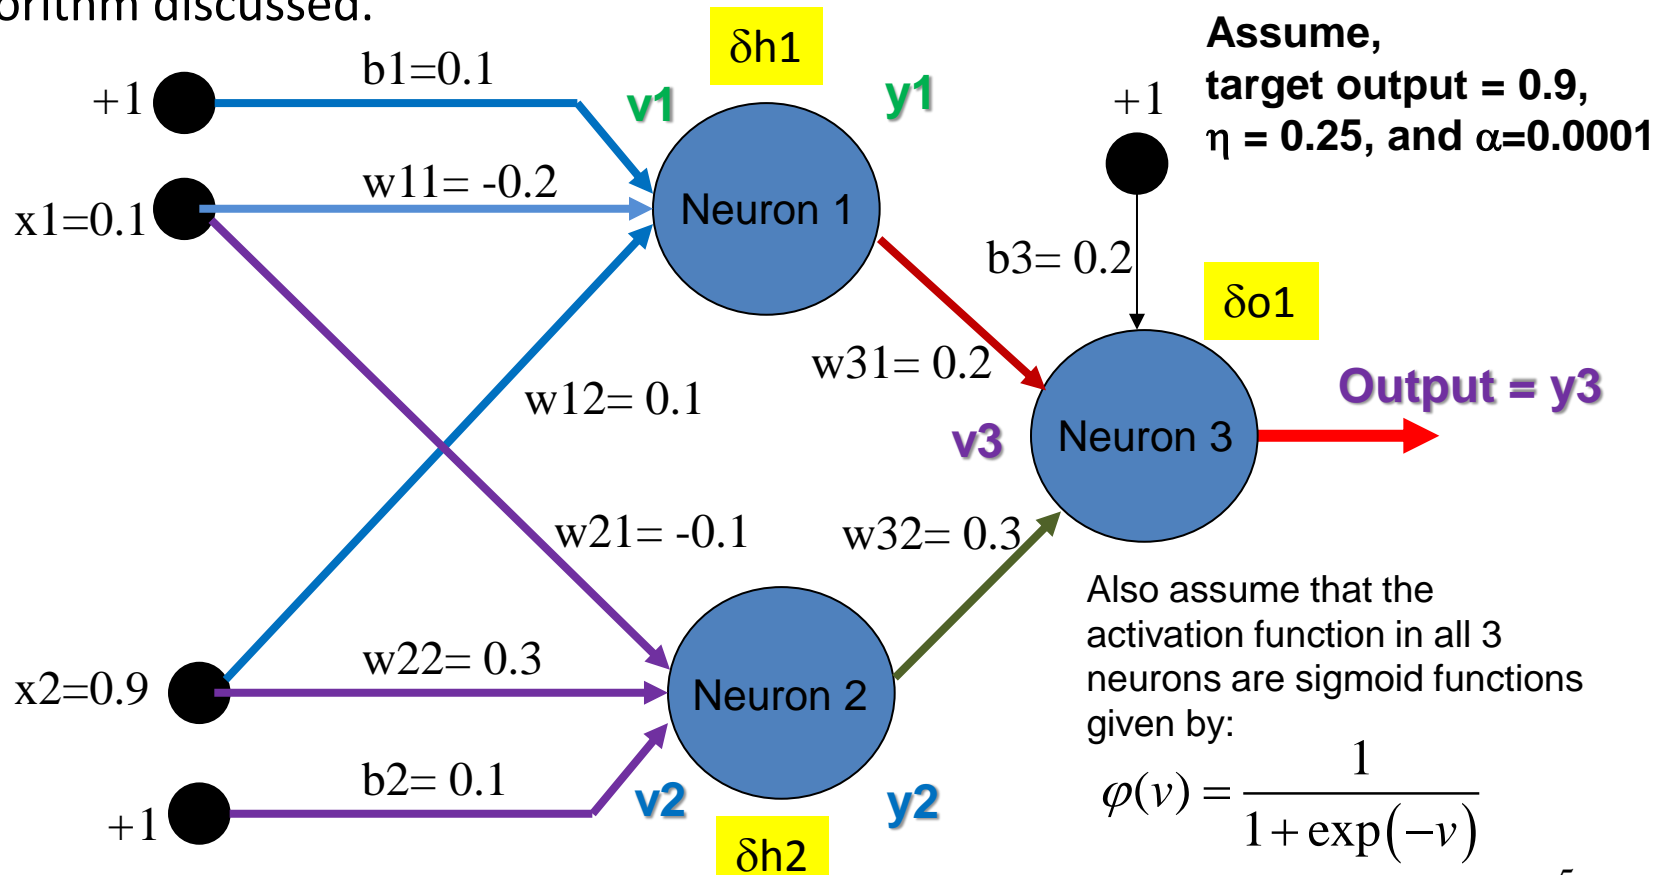 orithm discussed.
+1
b1=0.1
x1=0.1
w11= -0.2
δh1
v1
y1
Neuron 1
Assume,
target output = 0.9,
η = 0.25, and α=0.0001
+1
b3= 0.2
δo1
w31= 0.2
w12= 0.1
v3
Neuron 3
Output = y3
w21= -0.1
w32= 0.3
x2=0.9
w22= 0.3
Neuron 2
+1
b2= 0.1
v2
y2
δh2
Also assume that the
activation function in all 3
neurons are sigmoid functions
given by:
φ(v) = 1 / (1 + exp(−v))